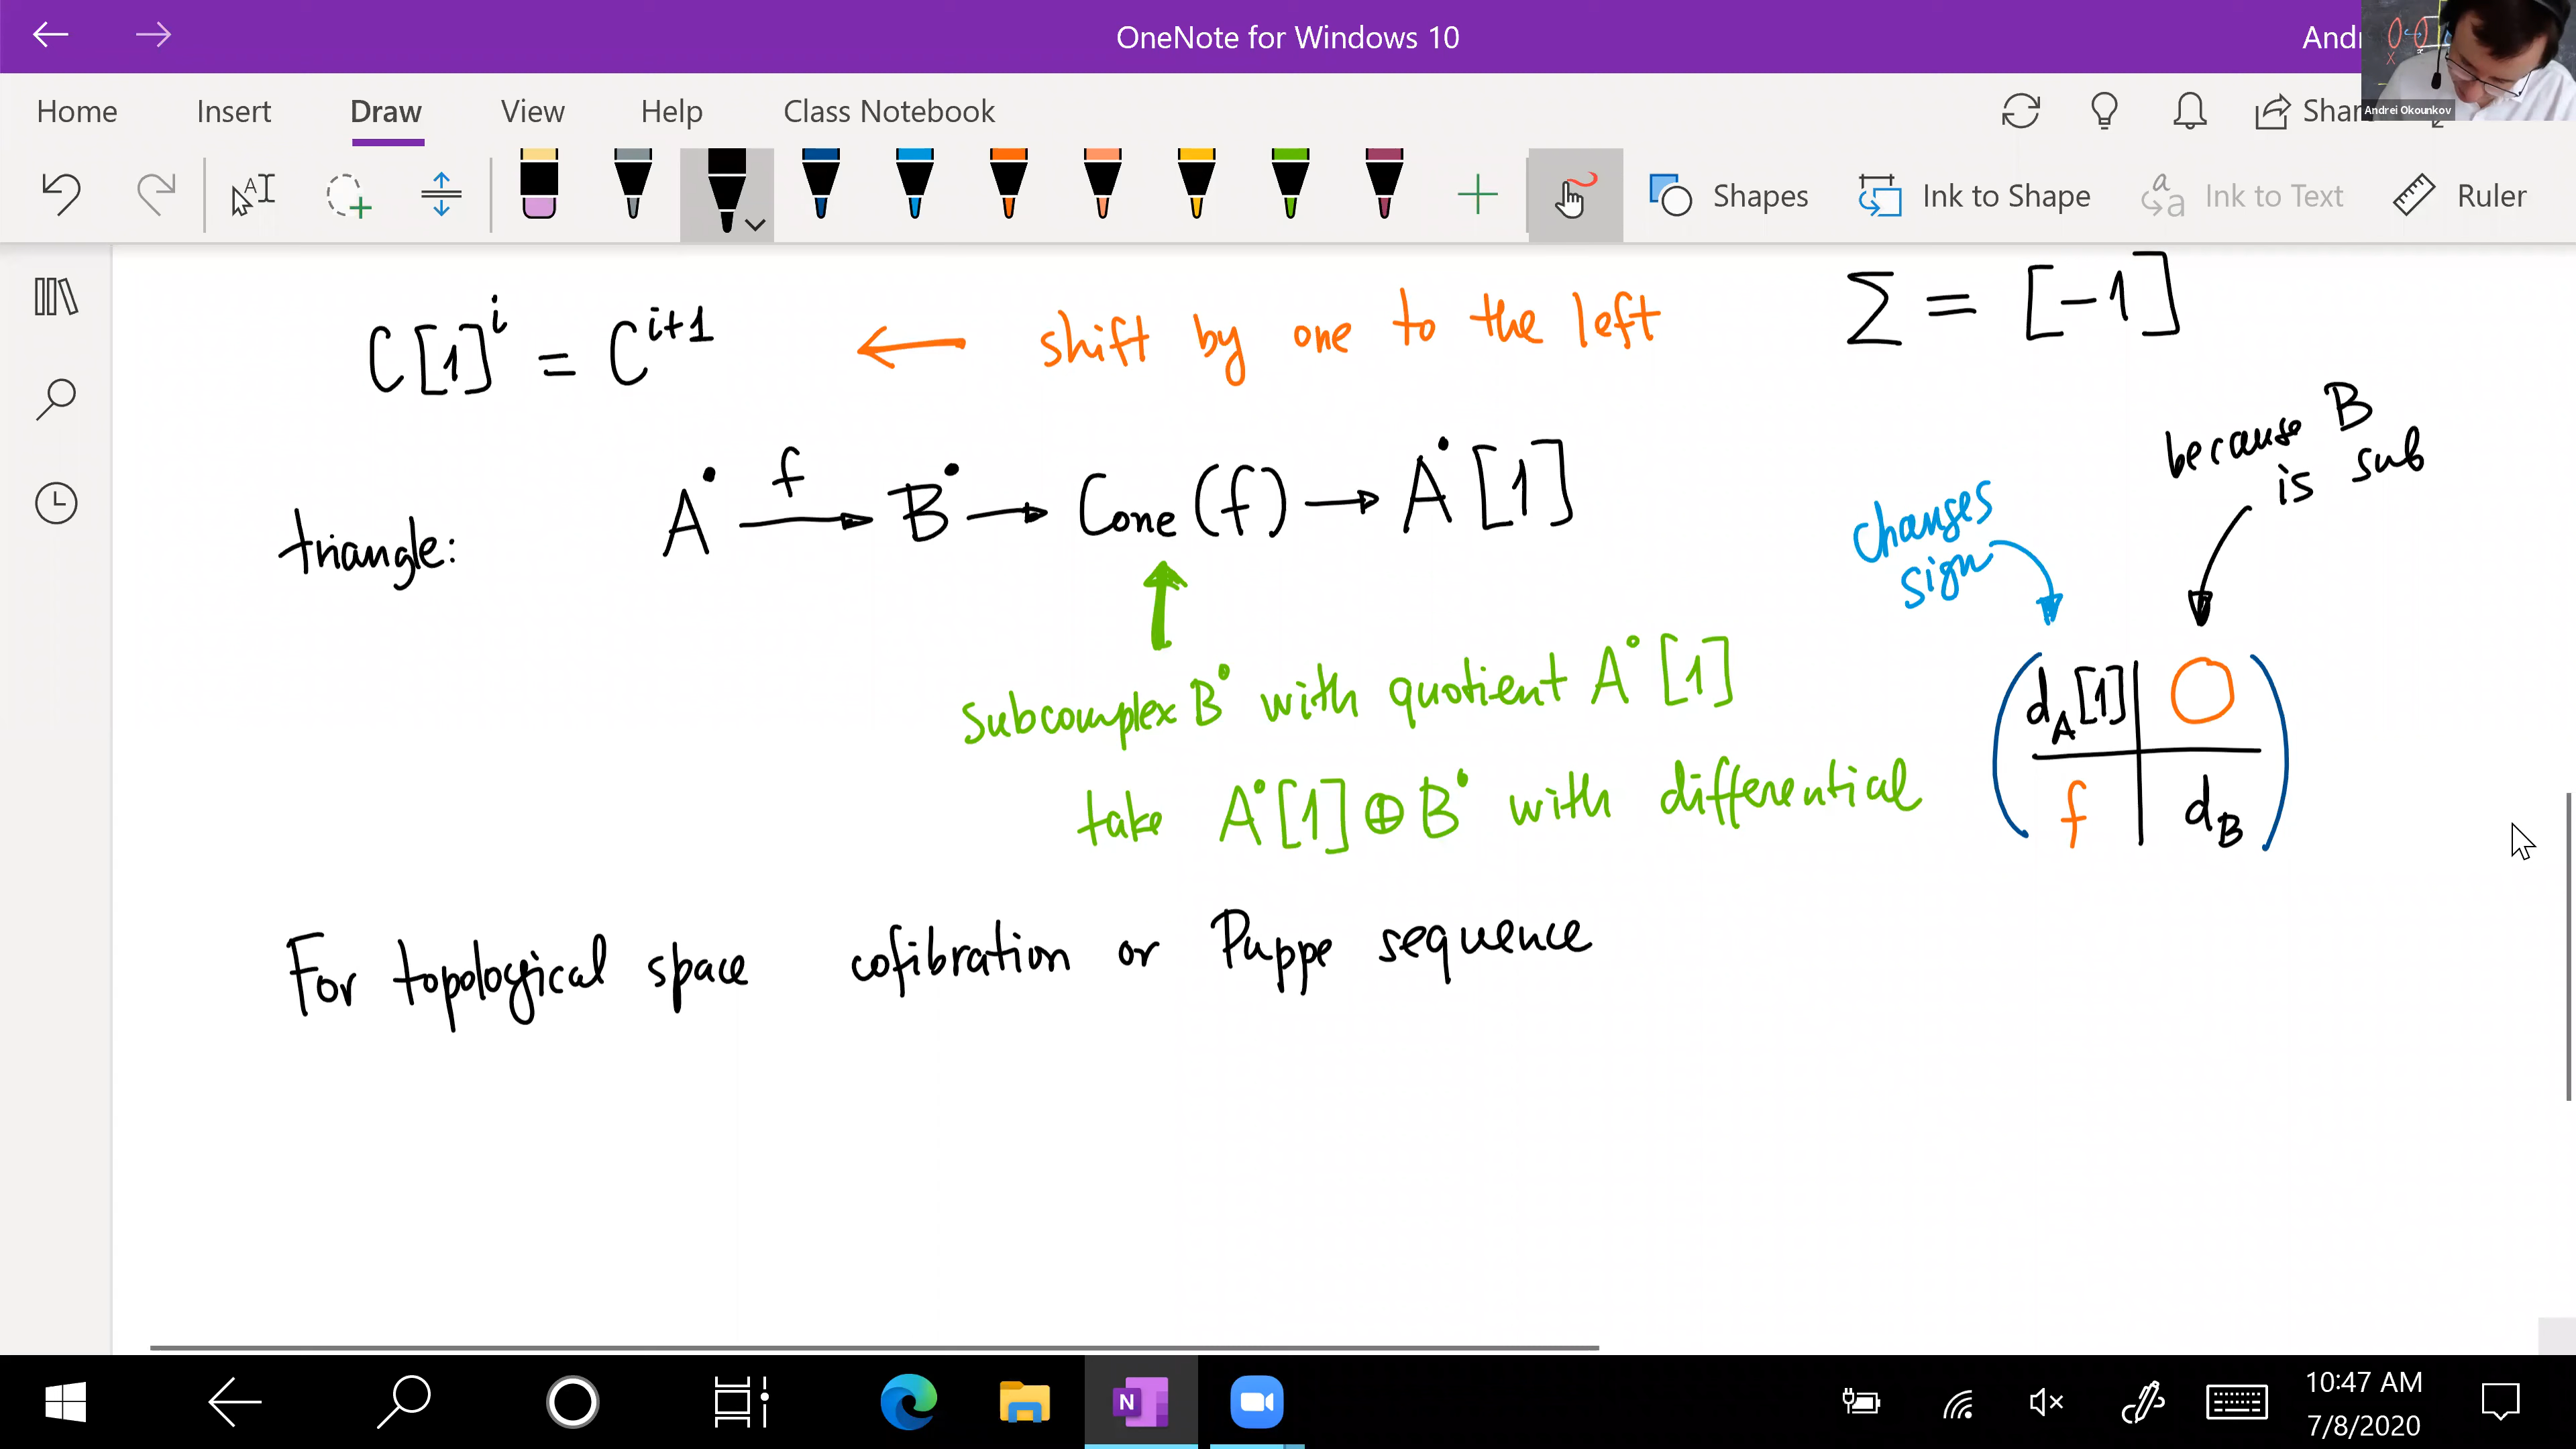 OneNote for Windows 10
Andr
Andrei Okounkov
Home Insert Draw View Help Class Notebook Shar
Shapes Ink to Shape Ink to Text Ruler
C[1]^i = C^{i+1} ← shift by one to the left Σ = [-1]
because B
is sub
triangle: A^• —f→ B^• → Cone(f) → A^•[1]
changes
sign
subcomplex B^• with quotient A^•[1]
take A^•[1] ⊕ B^• with differential
d_A[1] | 0
f | d_B
For topological space cofibration or Puppe sequence
10:47 AM
7/8/2020